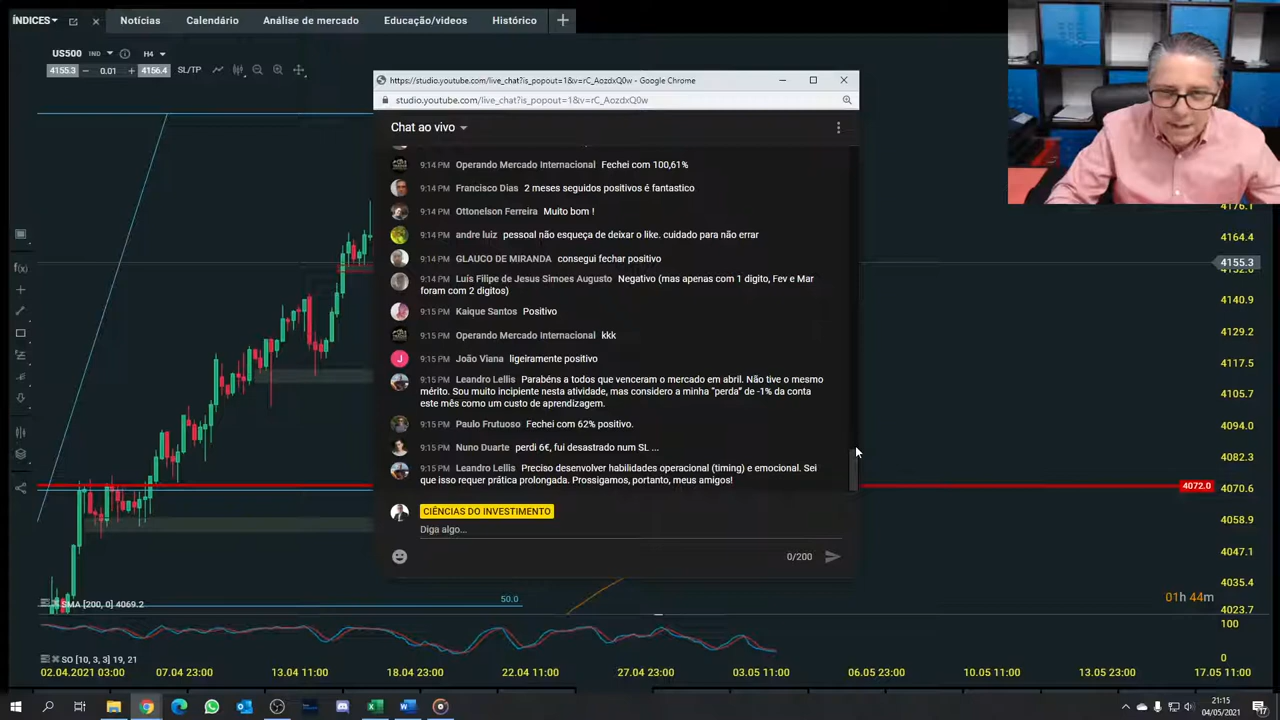 ÍNDICES
Notícias
Calendário
Análise de mercado
Educação/videos
Histórico
US500 IND H4
4155.3 0.01 4156.4 SL/TP
https://studio.youtube.com/live_chat?is_popout=1&v=rC_AozdxQ0w - Google Chrome
studio.youtube.com/live_chat?is_popout=1&v=rC_AozdxQ0w
Chat ao vivo
9:14 PM Operando Mercado Internacional Fechei com 100,61%
9:14 PM Francisco Dias 2 meses seguidos positivos é fantastico
9:14 PM Ottonelson Ferreira Muito bom !
9:14 PM andre luiz pessoal não esqueça de deixar o like. cuidado para não errar
9:14 PM GLAUCO DE MIRANDA consegui fechar positivo
9:14 PM Luís Filipe de Jesus Simoes Augusto Negativo (mas apenas com 1 digito, Fev e Mar
foram com 2 digitos)
9:15 PM Kaique Santos Positivo
9:15 PM Operando Mercado Internacional kkk
J
9:15 PM João Viana ligeiramente positivo
9:15 PM Leandro Lellis Parabéns a todos que venceram o mercado em abril. Não tive o mesmo
mérito. Sou muito incipiente nesta atividade, mas considero a minha "perda" de -1% da conta
este mês como um custo de aprendizagem.
9:15 PM Paulo Frutuoso Fechei com 62% positivo.
9:15 PM Nuno Duarte perdi 6€, fui desastrado num SL ...
9:15 PM Leandro Lellis Preciso desenvolver habilidades operacional (timing) e emocional. Sei
que isso requer prática prolongada. Prossigamos, portanto, meus amigos!
CIÊNCIAS DO INVESTIMENTO
Diga algo...
0/200
4176.1
4164.4
4155.3
4140.9
4129.2
4117.5
4105.7
4094.0
4082.3
4072.0
4070.6
4058.9
4047.1
4035.4
4023.7
01h 44m
50.0
SMA [200, 0] 4069.2
100
SO [10, 3, 3] 19, 21
0
02.04.2021 03:00
07.04 23:00
13.04 11:00
18.04 23:00
22.04 11:00
27.04 23:00
03.05 11:00
06.05 23:00
10.05 11:00
13.05 23:00
17.05 11:00
21:15
04/05/2021
17